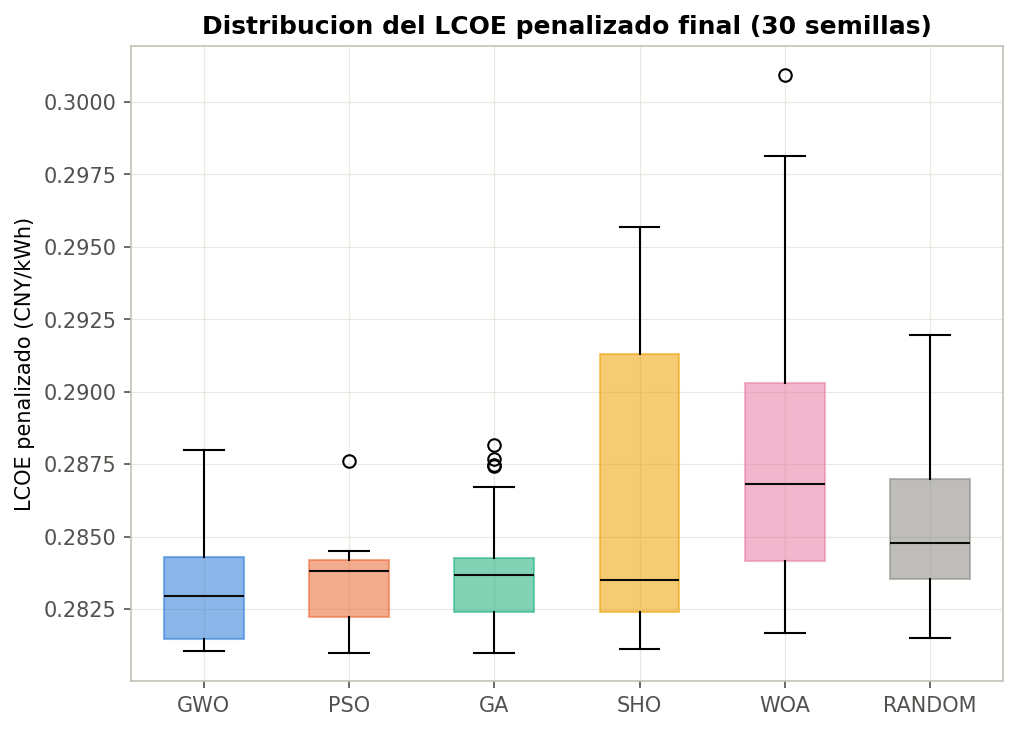 Distribucion del LCOE penalizado final (30 semillas)
LCOE penalizado (CNY/kWh)
0.3000
0.2975
0.2950
0.2925
0.2900
0.2875
0.2850
0.2825
GWO PSO GA SHO WOA RANDOM